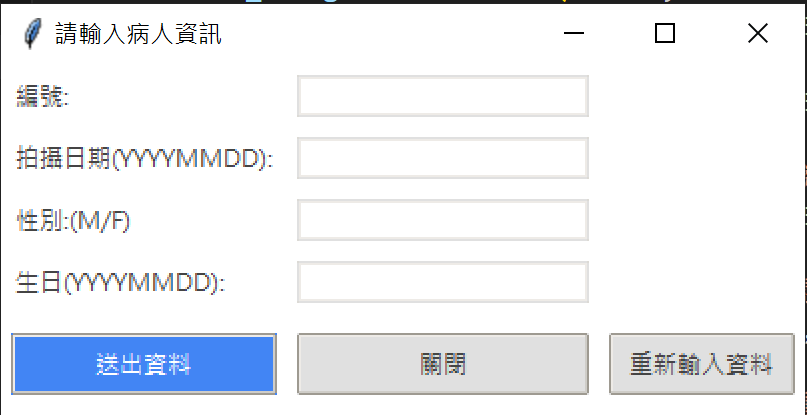 請輸入病人資訊
編號:
拍攝日期(YYYYMMDD):
性別:(M/F)
生日(YYYYMMDD):
送出資料 關閉 重新輸入資料